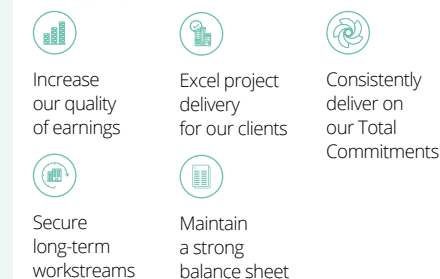 Increase
our quality
of earnings
Excel project
delivery
for our clients
Consistently
deliver on
our Total
Commitments
Secure
long-term
workstreams
Maintain
a strong
balance sheet